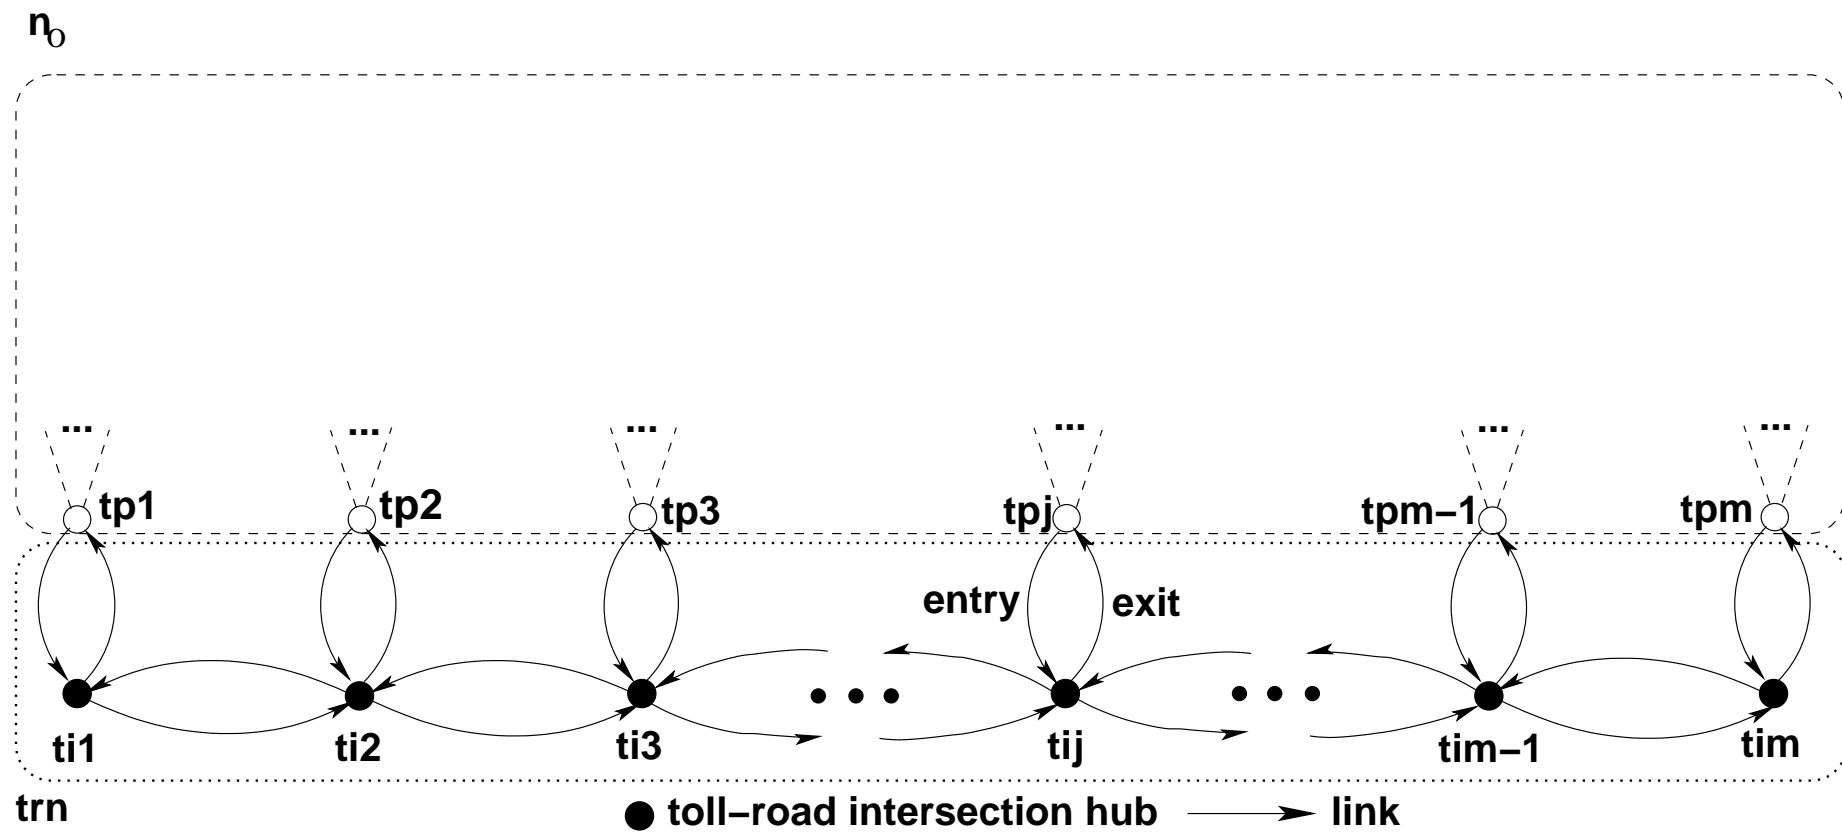 no
... ... ... ... ... ...
tp1 tp2 tp3 tpj tpm−1 tpm
entry exit
ti1 ti2 ti3 tij tim−1 tim
trn
toll−road intersection hub link